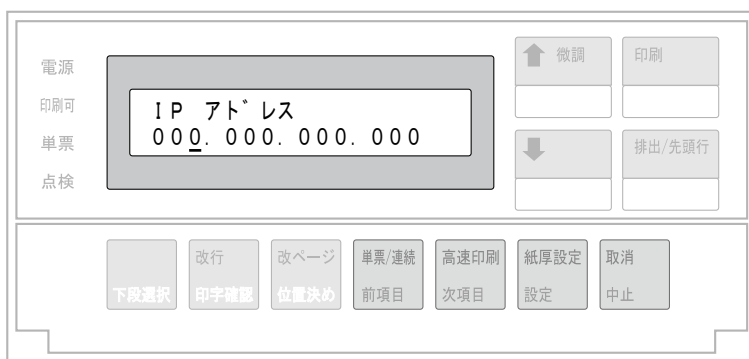 電源
印刷可
単票
点検
IP アドレス
000. 000. 000. 000
微調
印刷
排出/先頭行
下段選択
改行
印字確認
改ページ
位置決め
単票/連続
前項目
高速印刷
次項目
紙厚設定
設定
取消
中止